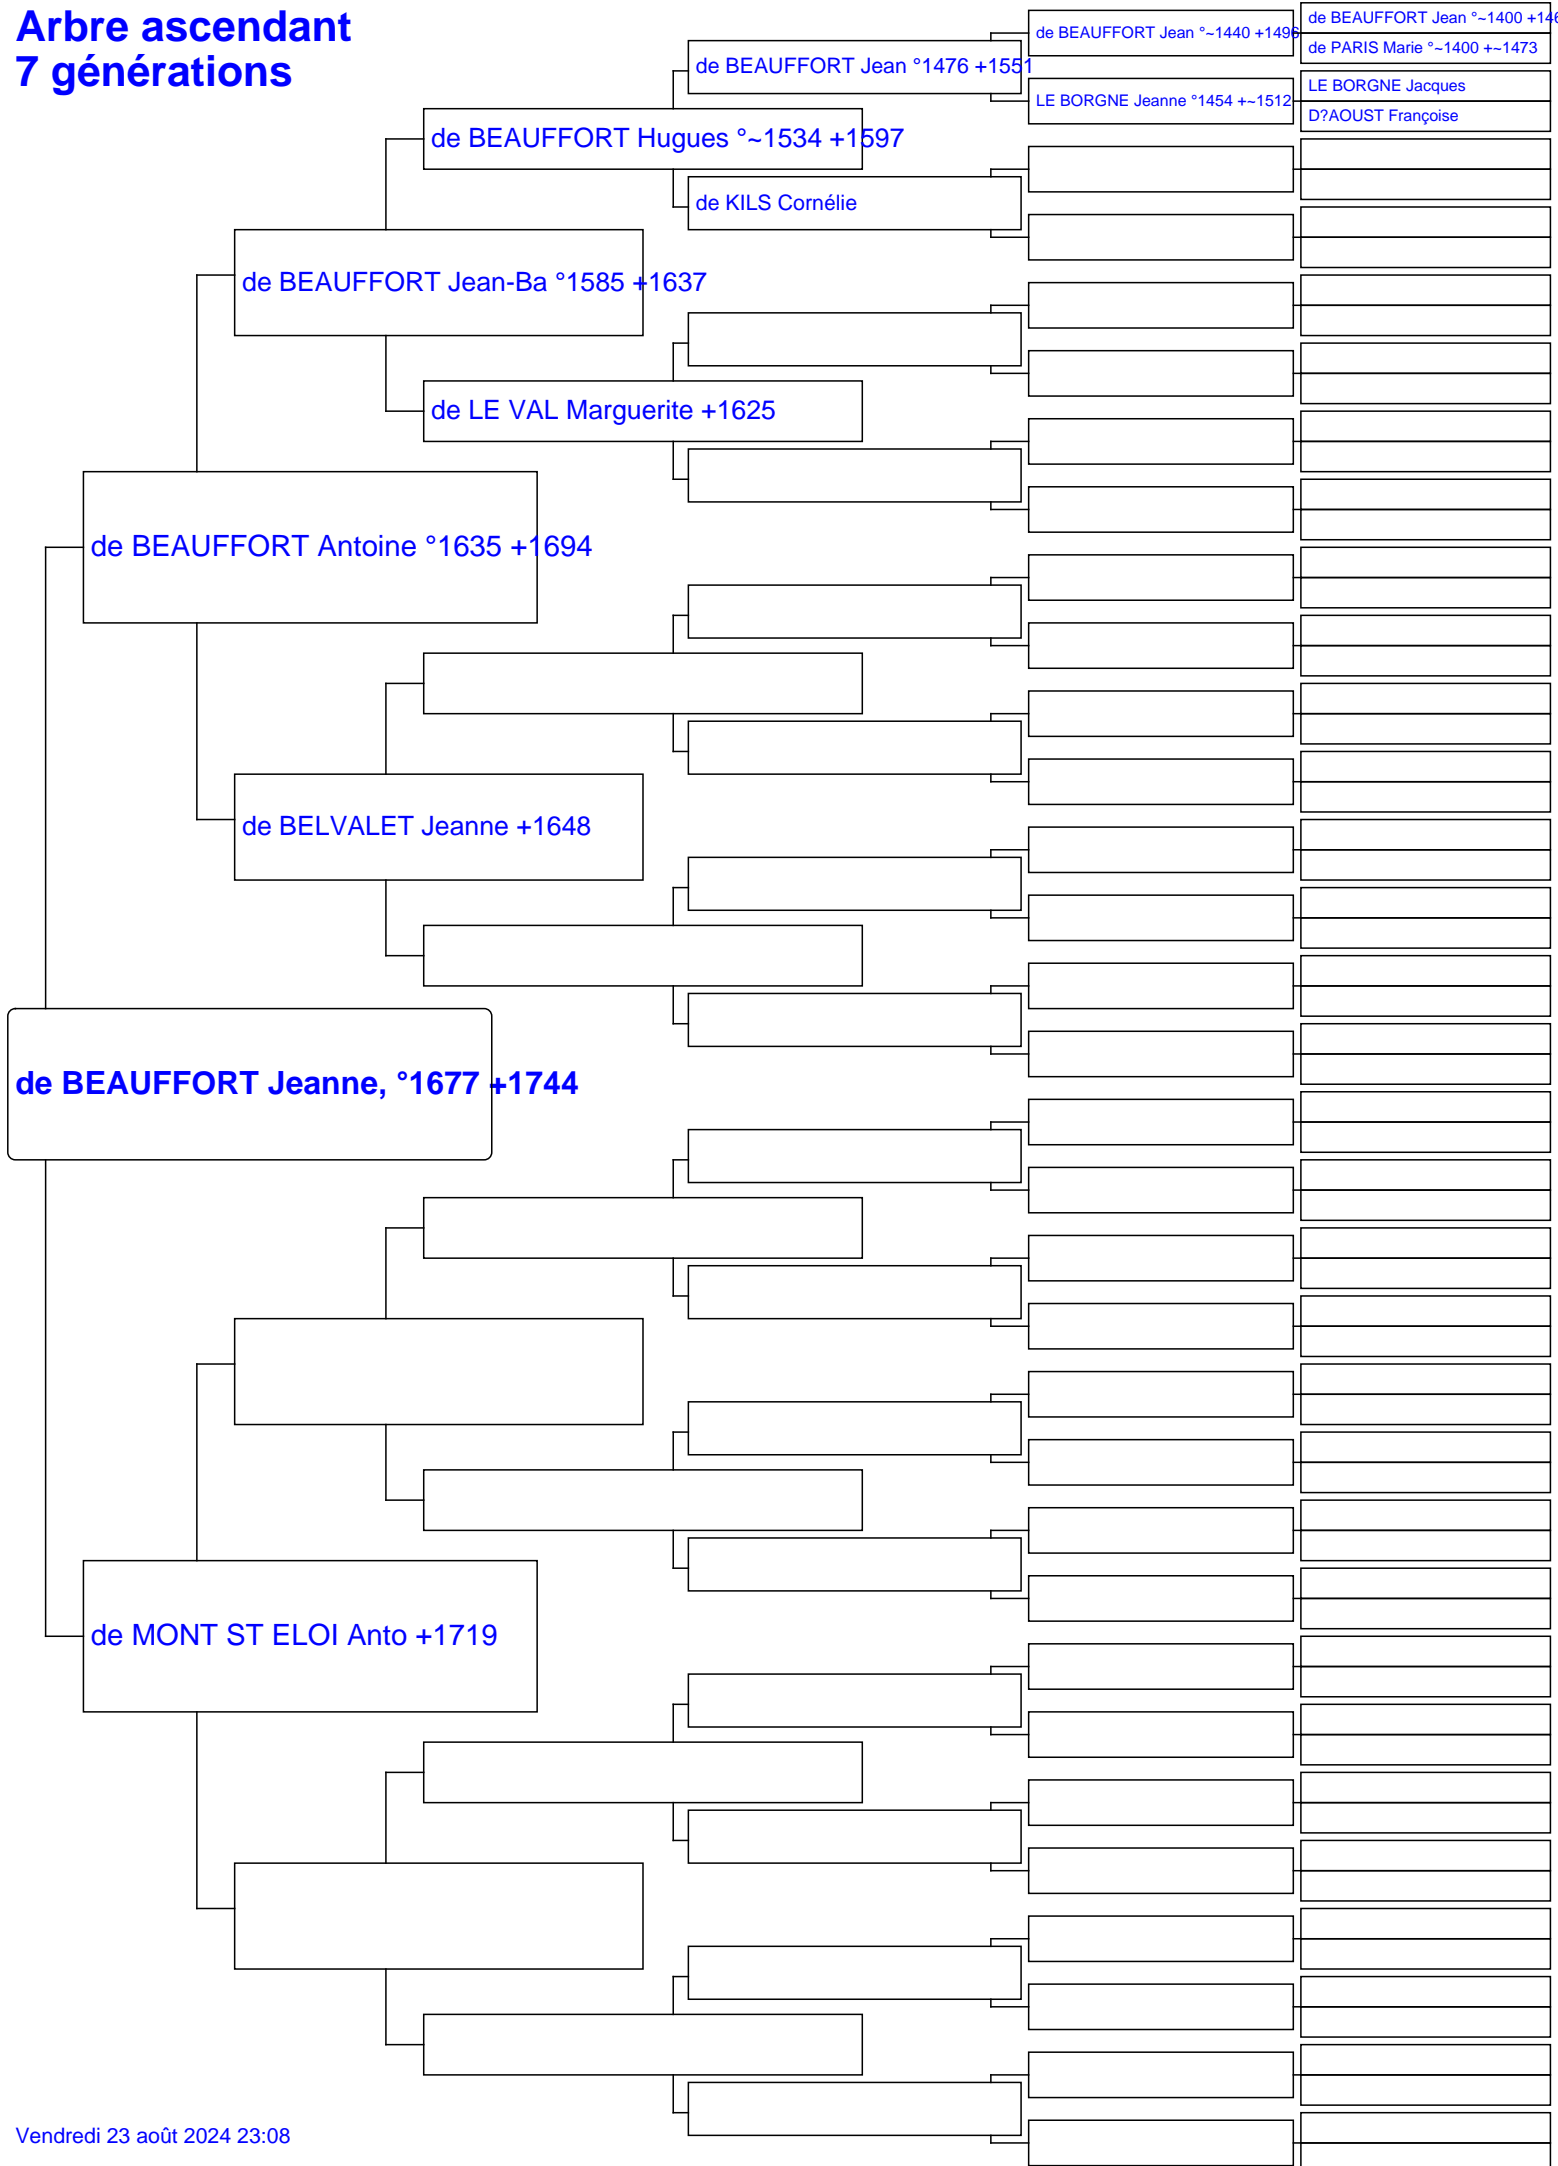 Arbre ascendant
7 générations
de BEAUFFORT Jean °~1400 +146
de BEAUFFORT Jean °~1440 +1496
de PARIS Marie °~1400 +~1473
de BEAUFFORT Jean °1476 +1551
LE BORGNE Jacques
LE BORGNE Jeanne °1454 +~1512
D?AOUST Françoise
de BEAUFFORT Hugues °~1534 +1597
de KILS Cornélie
de BEAUFFORT Jean-Ba °1585 +1637
de LE VAL Marguerite +1625
de BEAUFFORT Antoine °1635 +1694
de BELVALET Jeanne +1648
de BEAUFFORT Jeanne, °1677 +1744
de MONT ST ELOI Anto +1719
Vendredi 23 août 2024 23:08